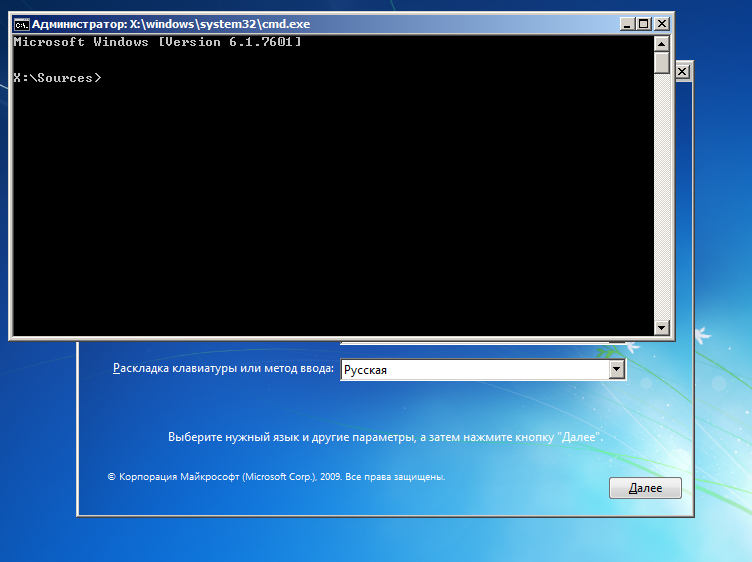 Администратор: X:\windows\system32\cmd.exe
Microsoft Windows [Version 6.1.7601]
X:\Sources>
Раскладка клавиатуры или метод ввода:
Русская
Выберите нужный язык и другие параметры, а затем нажмите кнопку "Далее".
© Корпорация Майкрософт (Microsoft Corp.), 2009. Все права защищены.
Далее